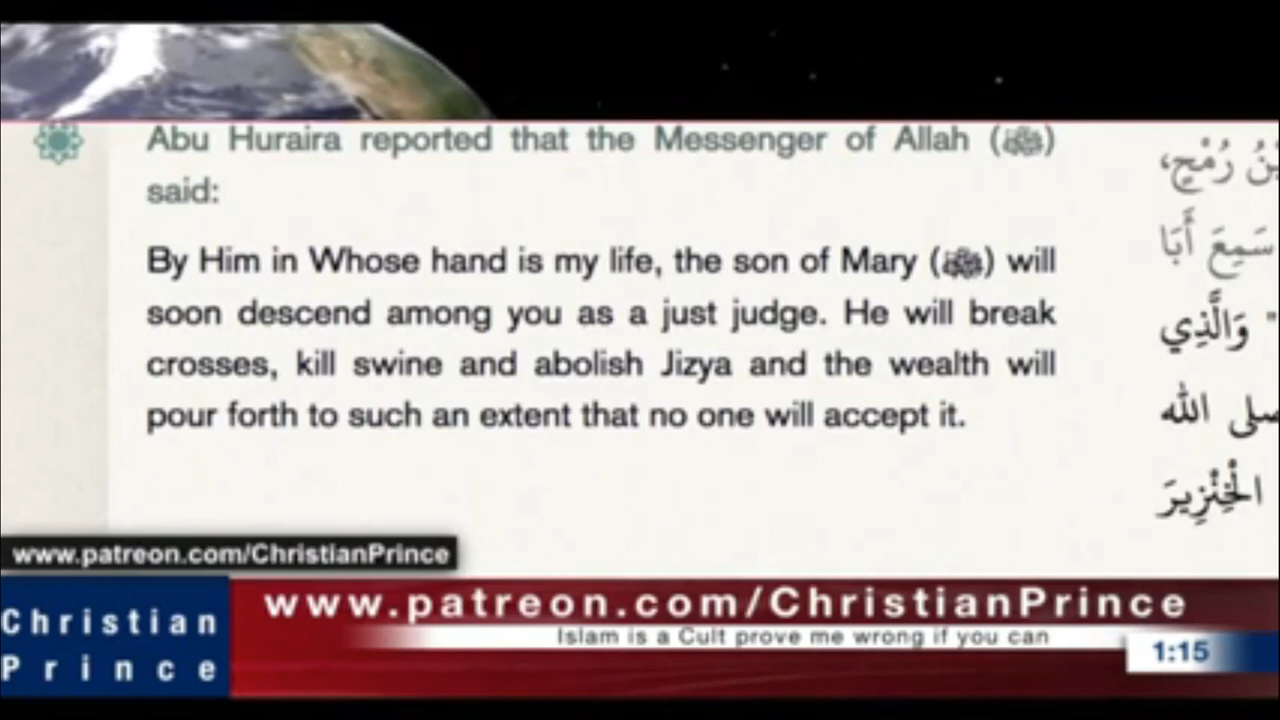 Abu Huraira reported that the Messenger of Allah (ﷺ)
said:
By Him in Whose hand is my life, the son of Mary (ﷺ) will
soon descend among you as a just judge. He will break
crosses, kill swine and abolish Jizya and the wealth will
pour forth to such an extent that no one will accept it.
بْنُ رُمْحٍ،
سَمِعَ أَبَا
" وَالَّذِي
صلى الله
الْخِنْزِيرَ
www.patreon.com/ChristianPrince
Christian
Prince
www.patreon.com/ChristianPrince
Islam is a Cult prove me wrong if you can
1:15